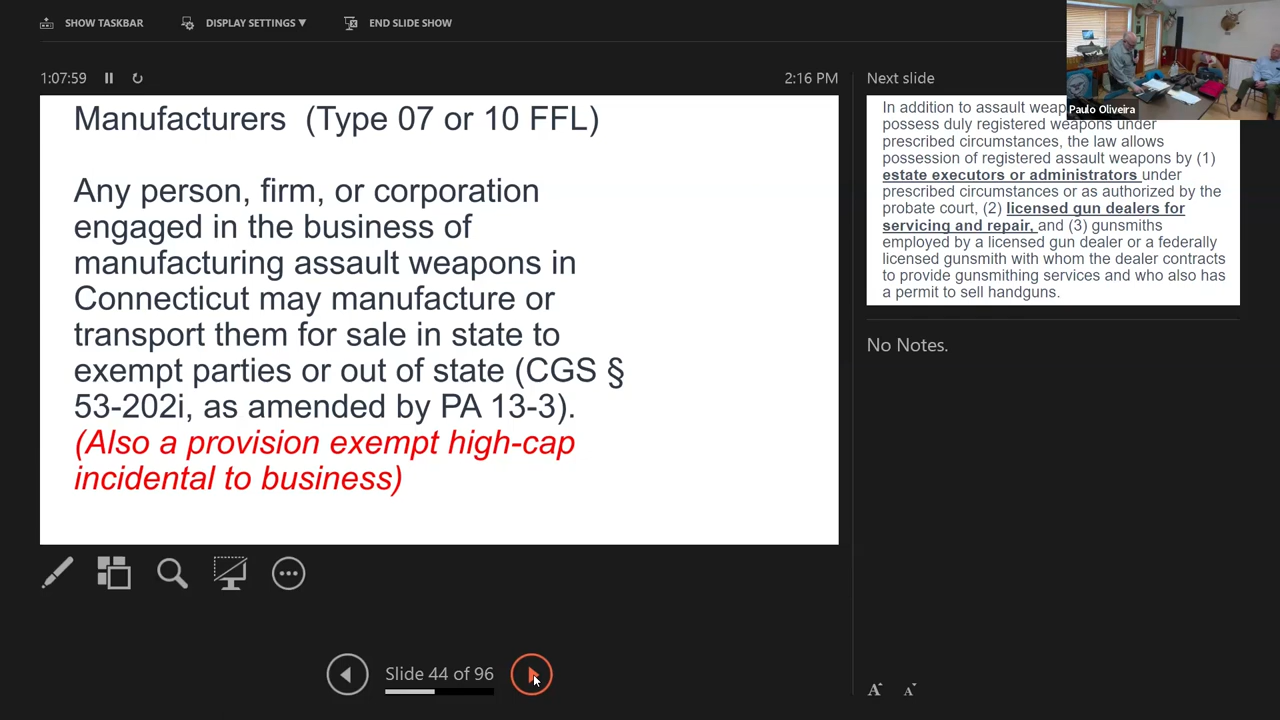 SHOW TASKBAR
DISPLAY SETTINGS ▼
END SLIDE SHOW
1:07:59
2:16 PM
Manufacturers (Type 07 or 10 FFL)
Any person, firm, or corporation
engaged in the business of
manufacturing assault weapons in
Connecticut may manufacture or
transport them for sale in state to
exempt parties or out of state (CGS §
53-202i, as amended by PA 13-3).
(Also a provision exempt high-cap
incidental to business)
Slide 44 of 96
Next slide
In addition to assault
possess duly registered weapons under
prescribed circumstances, the law allows
possession of registered assault weapons by (1)
estate executors or administrators under
prescribed circumstances or as authorized by the
probate court, (2) licensed gun dealers for
servicing and repair, and (3) gunsmiths
employed by a licensed gun dealer or a federally
licensed gunsmith with whom the dealer contracts
to provide gunsmithing services and who also has
a permit to sell handguns.
No Notes.
A A
Paulo Oliveira